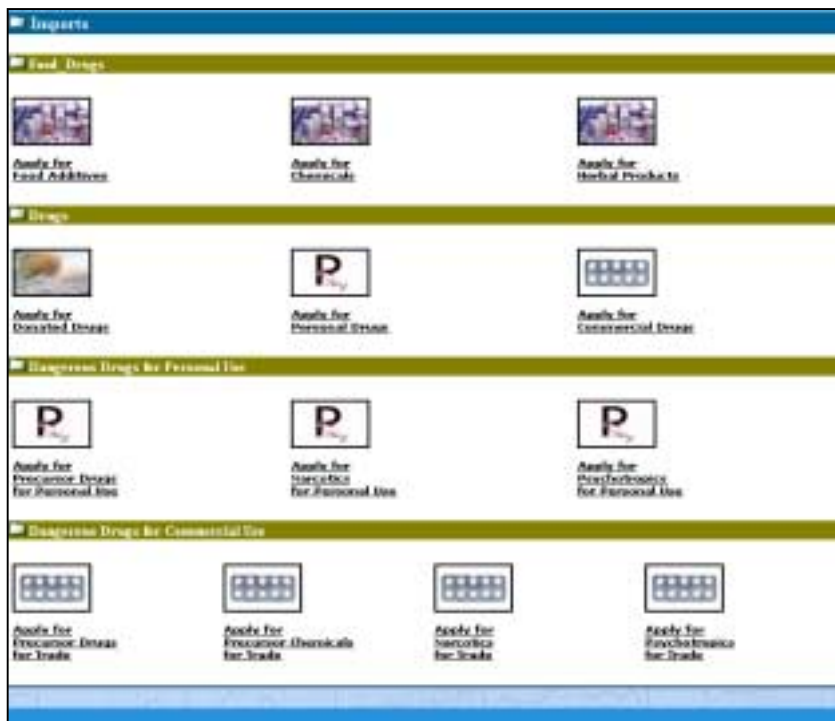 Imports
Food_Drugs
Apply for
Food Additives
Apply for
Chemicals
Apply for
Herbal Products
Drugs
Apply for
Donated Drugs
Apply for
Personal Drugs
Apply for
Commercial Drugs
Dangerous Drugs for Personal Use
Apply for
Precursor Drugs
for Personal Use
Apply for
Narcotics
for Personal Use
Apply for
Psychotropics
for Personal Use
Dangerous Drugs for Commercial Use
Apply for
Precursor Drugs
for Trade
Apply for
Precursor Chemicals
for Trade
Apply for
Narcotics
for Trade
Apply for
Psychotropics
for Trade